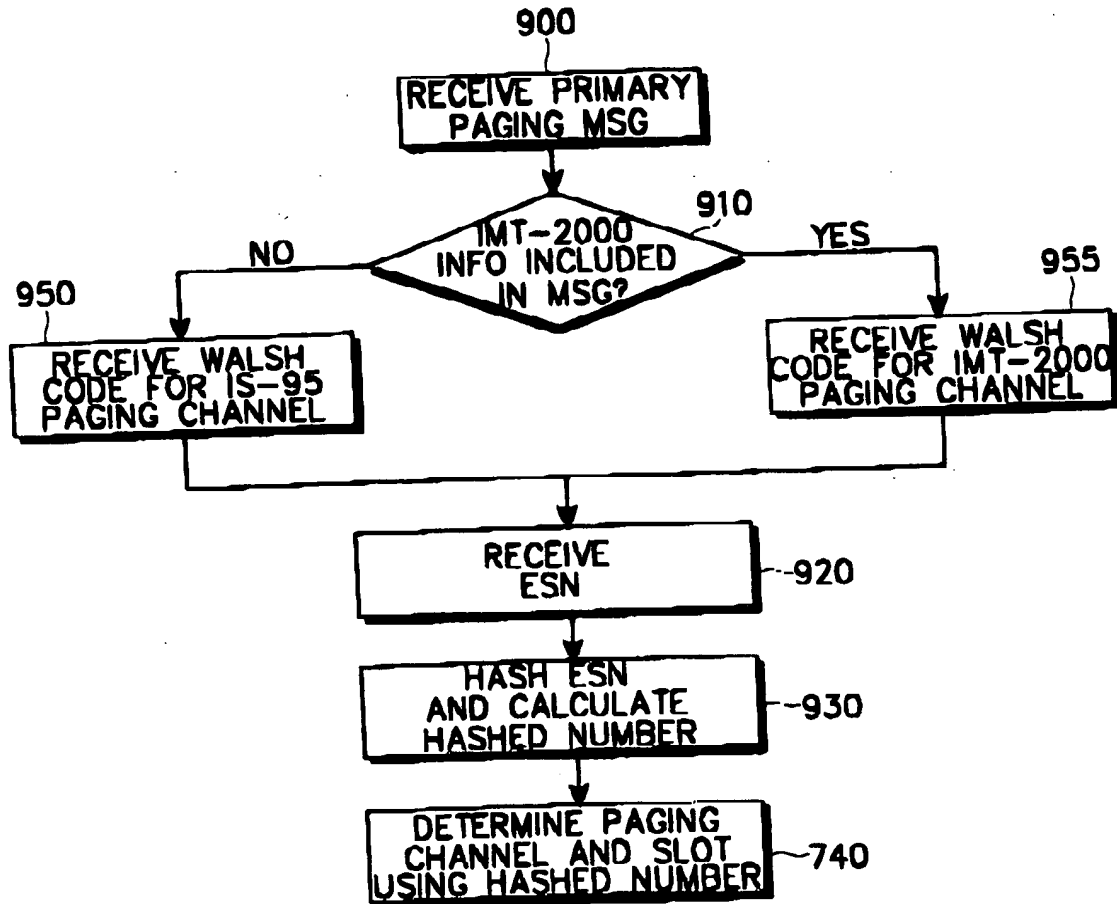 900
RECEIVE PRIMARY
PAGING MSG
910
IMT-2000
INFO INCLUDED
IN MSG?
NO
YES
950
RECEIVE WALSH
CODE FOR IS-95
PAGING CHANNEL
955
RECEIVE WALSH
CODE FOR IMT-2000
PAGING CHANNEL
RECEIVE
ESN
920
HASH ESN
AND CALCULATE
HASHED NUMBER
930
DETERMINE PAGING
CHANNEL AND SLOT
USING HASHED NUMBER
740